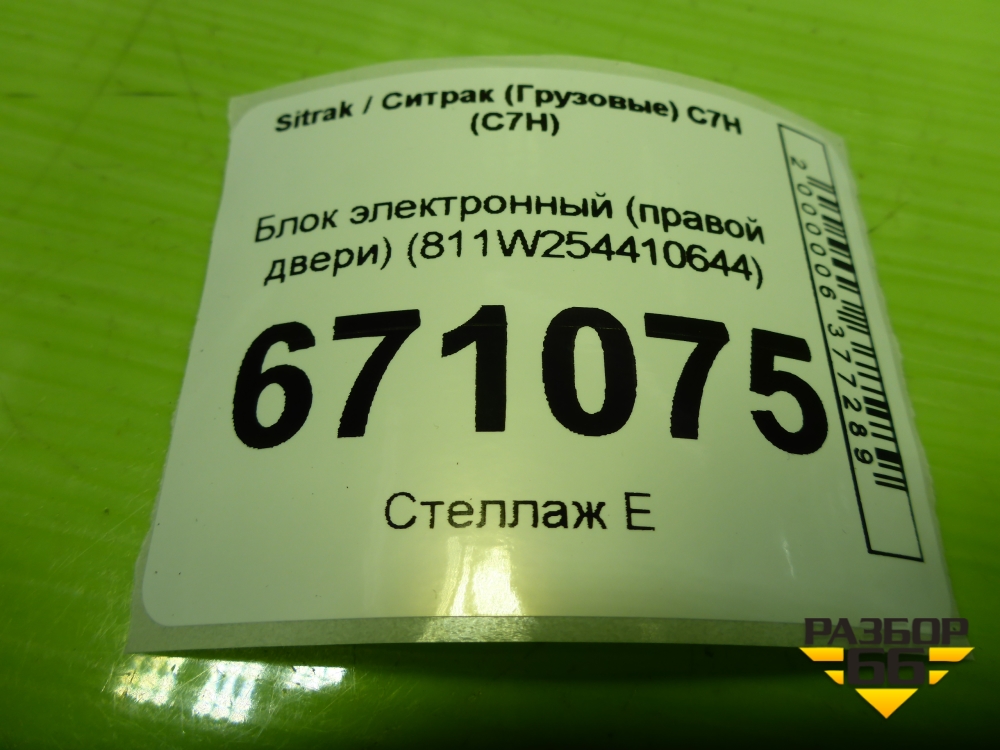 Sitrak / Ситрак (Грузовые) C7H
(C7H)
Блок электронный (правой
двери) (811W254410644)
671075
Стеллаж Е
2000006377289
РАЗБОР
66